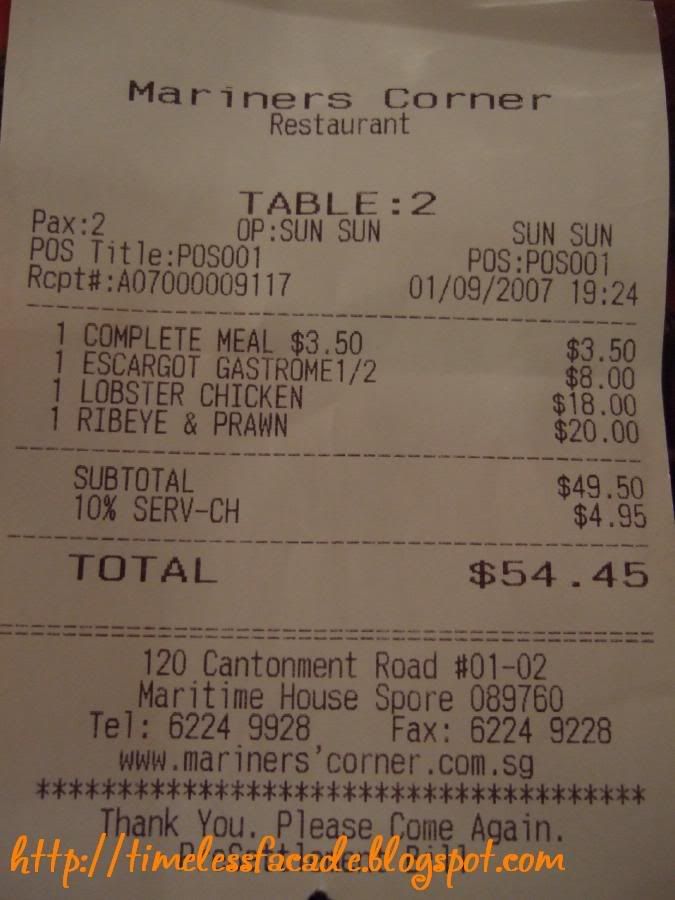 Mariners Corner
Restaurant
TABLE:2
Pax:2 OP:SUN SUN SUN SUN
POS Title:POS001 POS:POS001
Rcpt#:A07000009117 01/09/2007 19:24
1 COMPLETE MEAL $3.50 $3.50
1 ESCARGOT GASTROME1/2 $8.00
1 LOBSTER CHICKEN $18.00
1 RIBEYE & PRAWN $20.00
SUBTOTAL $49.50
10% SERV-CH $4.95
TOTAL $54.45
120 Cantonment Road #01-02
Maritime House Spore 089760
Tel: 6224 9928 Fax: 6224 9228
www.mariners'corner.com.sg
****************************************
Thank You. Please Come Again.
http://timelessfacade.blogspot.com